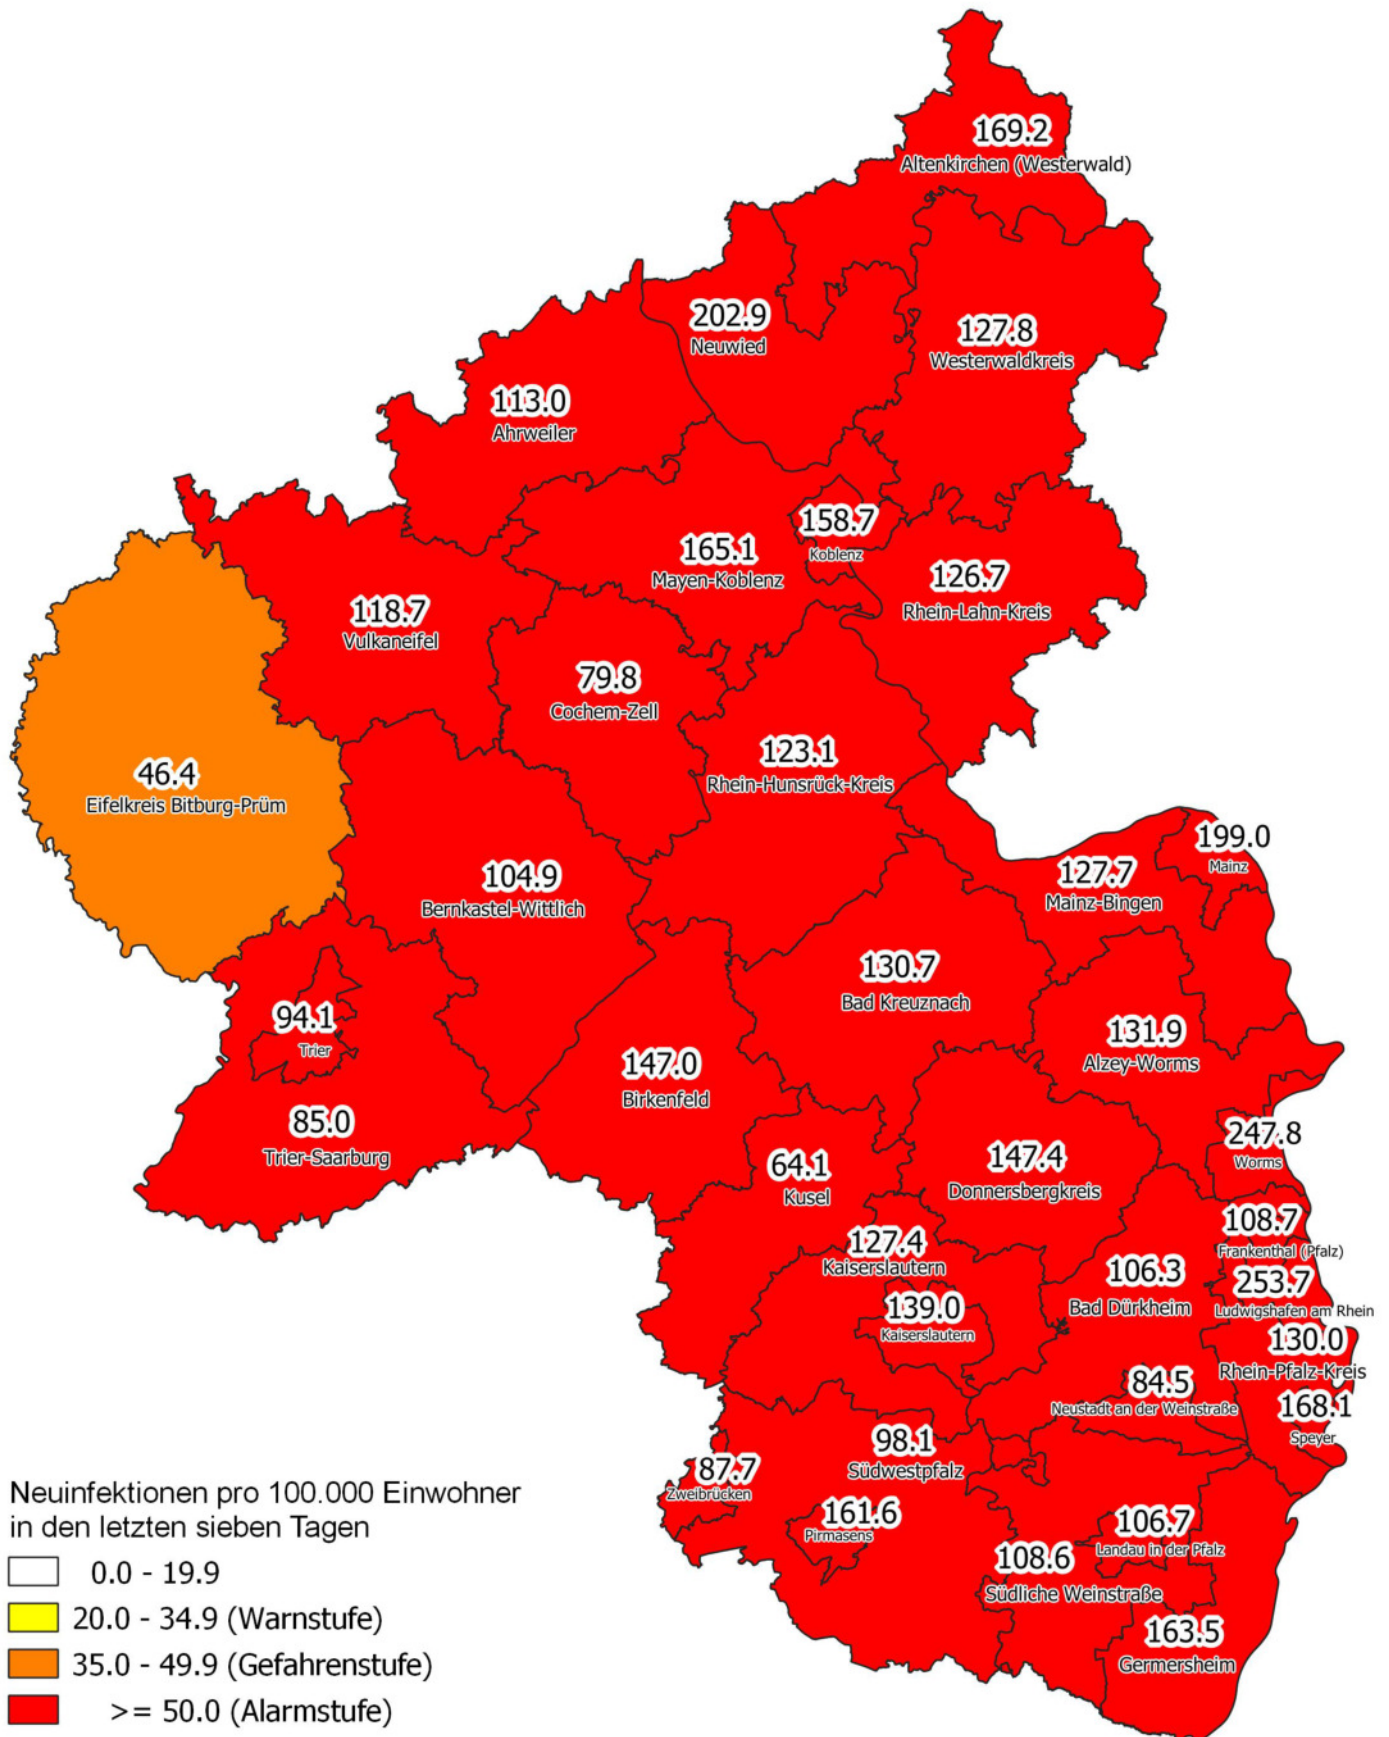 169.2
Altenkirchen (Westerwald)
202.9
Neuwied
127.8
Westerwaldkreis
113.0
Ahrweiler
158.7
Koblenz
165.1
Mayen-Koblenz
126.7
Rhein-Lahn-Kreis
118.7
Vulkaneifel
79.8
Cochem-Zell
123.1
Rhein-Hunsrück-Kreis
46.4
Eifelkreis Bitburg-Prüm
199.0
Mainz
127.7
Mainz-Bingen
104.9
Bernkastel-Wittlich
130.7
Bad Kreuznach
94.1
Trier
131.9
Alzey-Worms
147.0
Birkenfeld
85.0
Trier-Saarburg
247.8
Worms
64.1
Kusel
147.4
Donnersbergkreis
108.7
Frankenthal (Pfalz)
127.4
Kaiserslautern
106.3
Bad Dürkheim
253.7
Ludwigshafen am Rhein
139.0
Kaiserslautern
130.0
Rhein-Pfalz-Kreis
84.5
Neustadt an der Weinstraße
168.1
Speyer
98.1
Südwestpfalz
87.7
Zweibrücken
161.6
Pirmasens
106.7
Landau in der Pfalz
108.6
Südliche Weinstraße
163.5
Germersheim
Neuinfektionen pro 100.000 Einwohner
in den letzten sieben Tagen
0.0 - 19.9
20.0 - 34.9 (Warnstufe)
35.0 - 49.9 (Gefahrenstufe)
>= 50.0 (Alarmstufe)